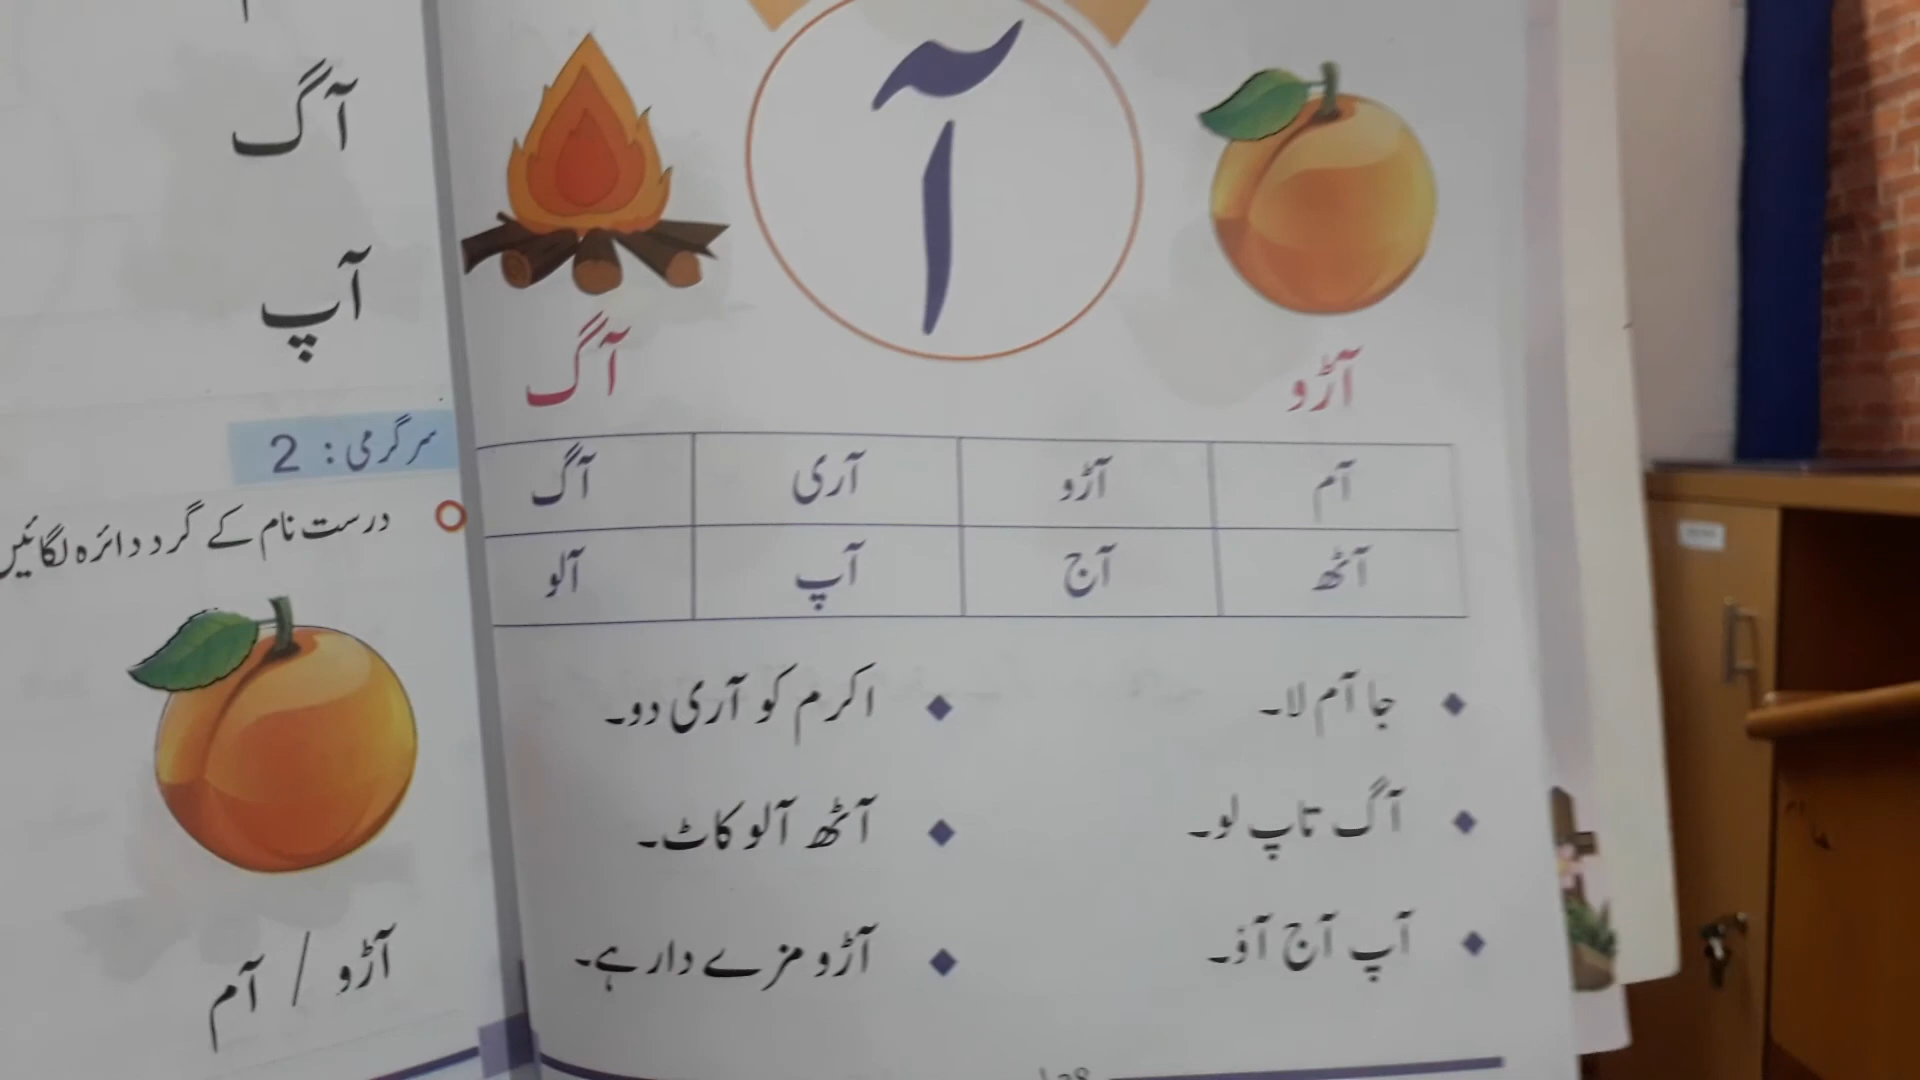 آ
آڑو
آگ
آم آڑو آری آگ
آٹھ آج آپ آلو
جا آم لا۔
اکرم کو آری دو۔
آگ تاپ لو۔
آٹھ آلو کاٹ۔
آپ آج آؤ۔
آڑو مزے دار ہے۔
آگ
آپ
سرگرمی : 2
درست نام کے گرد دائرہ لگائیں
آڑو / آم